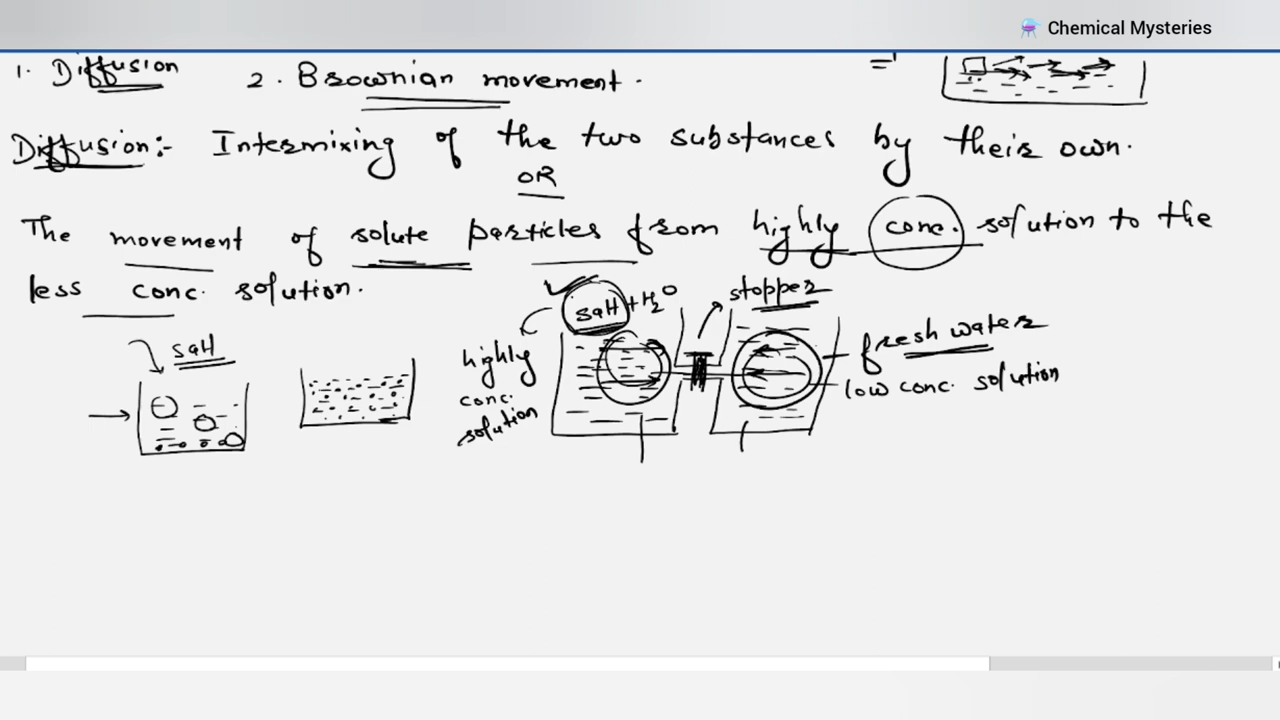 Chemical Mysteries
1. Diffusion 2. Brownian movement.
Diffusion:- Intermixing of the two substances by their own.
OR
The movement of solute particles from highly conc. solution to the
less conc. solution.
salt
salt + H2O
stopper
highly
conc.
solution
fresh water
low conc. solution